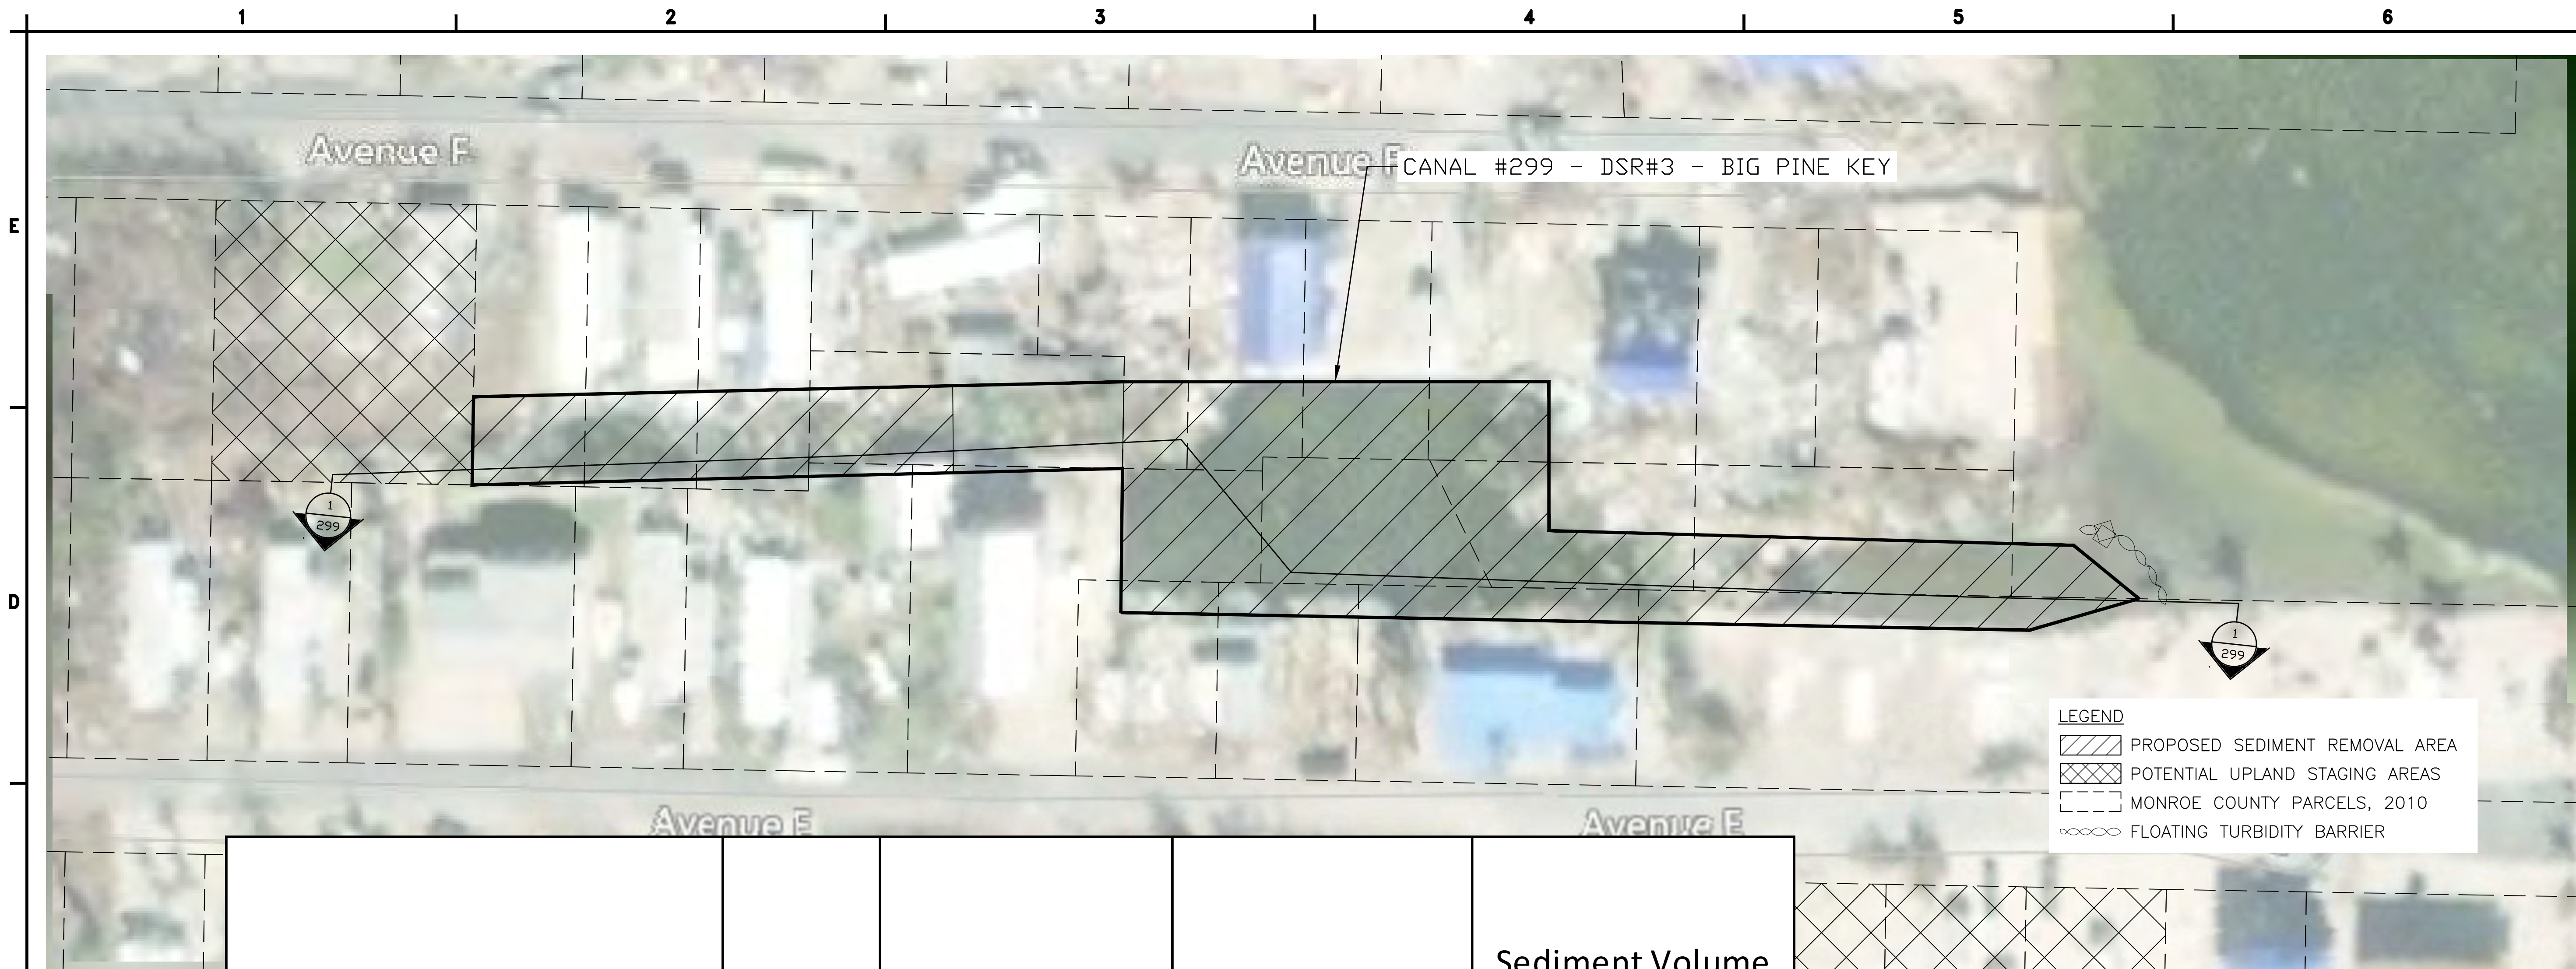 1 2 3 4 5 6
Avenue F
Avenue F
CANAL #299 - DSR#3 - BIG PINE KEY
E
1
299
D
1
299
LEGEND
PROPOSED SEDIMENT REMOVAL AREA
POTENTIAL UPLAND STAGING AREAS
MONROE COUNTY PARCELS, 2010
FLOATING TURBIDITY BARRIER
Avenue E
Avenue E
Sediment Volume